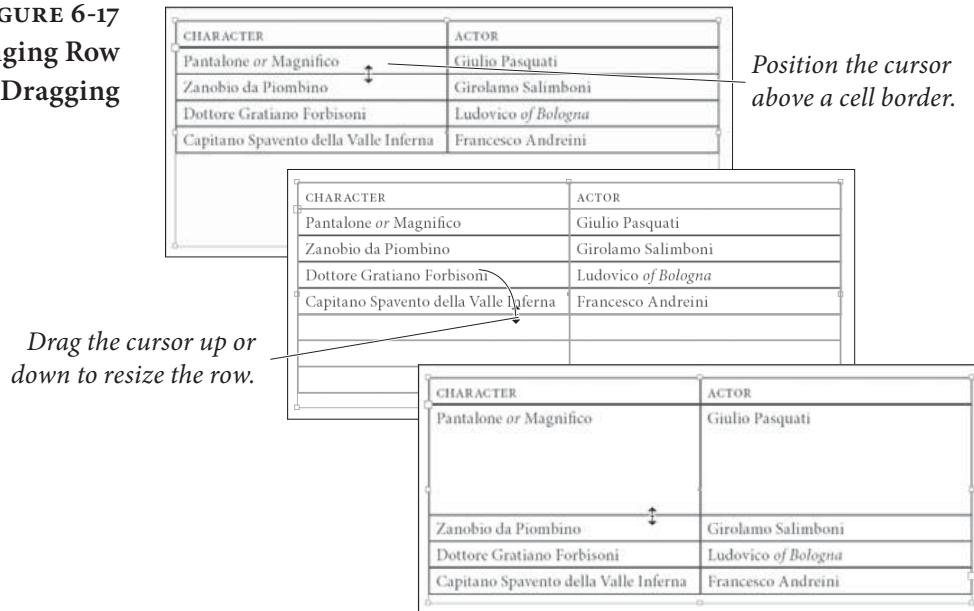 GURE 6-17
ging Row
Dragging
CHARACTER ACTOR
Pantalone or Magnifico Giulio Pasquati
Zanobio da Piombino Girolamo Salimboni
Dottore Gratiano Forbisoni Ludovico of Bologna
Capitano Spavento della Valle Inferna Francesco Andreini
Position the cursor
above a cell border.
CHARACTER ACTOR
Pantalone or Magnifico Giulio Pasquati
Zanobio da Piombino Girolamo Salimboni
Dottore Gratiano Forbisoni Ludovico of Bologna
Capitano Spavento della Valle Inferna Francesco Andreini
Drag the cursor up or
down to resize the row.
CHARACTER ACTOR
Pantalone or Magnifico Giulio Pasquati
Zanobio da Piombino Girolamo Salimboni
Dottore Gratiano Forbisoni Ludovico of Bologna
Capitano Spavento della Valle Inferna Francesco Andreini